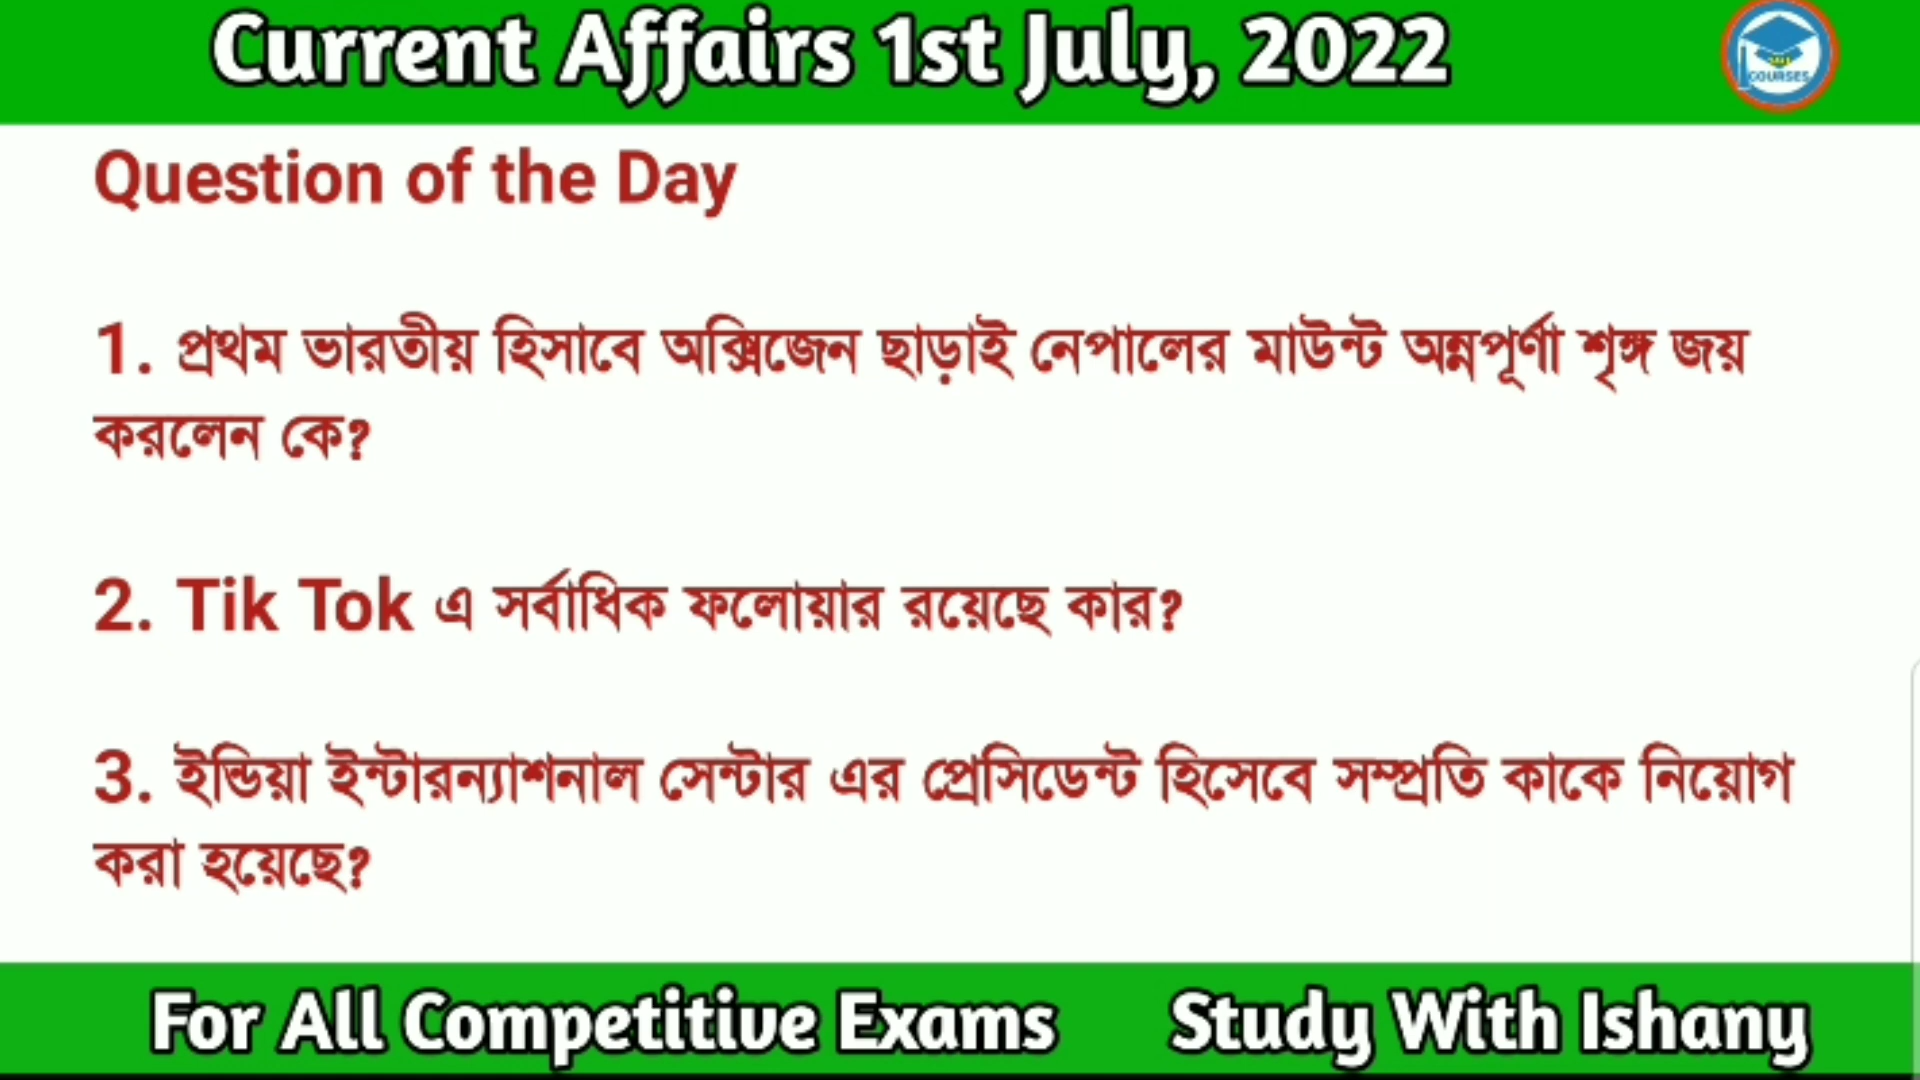 Current Affairs 1st July, 2022
COURSES
Question of the Day
1. প্রথম ভারতীয় হিসাবে অক্সিজেন ছাড়াই নেপালের মাউন্ট অন্নপূর্ণা শৃঙ্গ জয়
করলেন কে?
2. Tik Tok এ সর্বাধিক ফলোয়ার রয়েছে কার?
3. ইন্ডিয়া ইন্টারন্যাশনাল সেন্টার এর প্রেসিডেন্ট হিসেবে সম্প্রতি কাকে নিয়োগ
করা হয়েছে?
For All Competitive Exams Study With Ishany